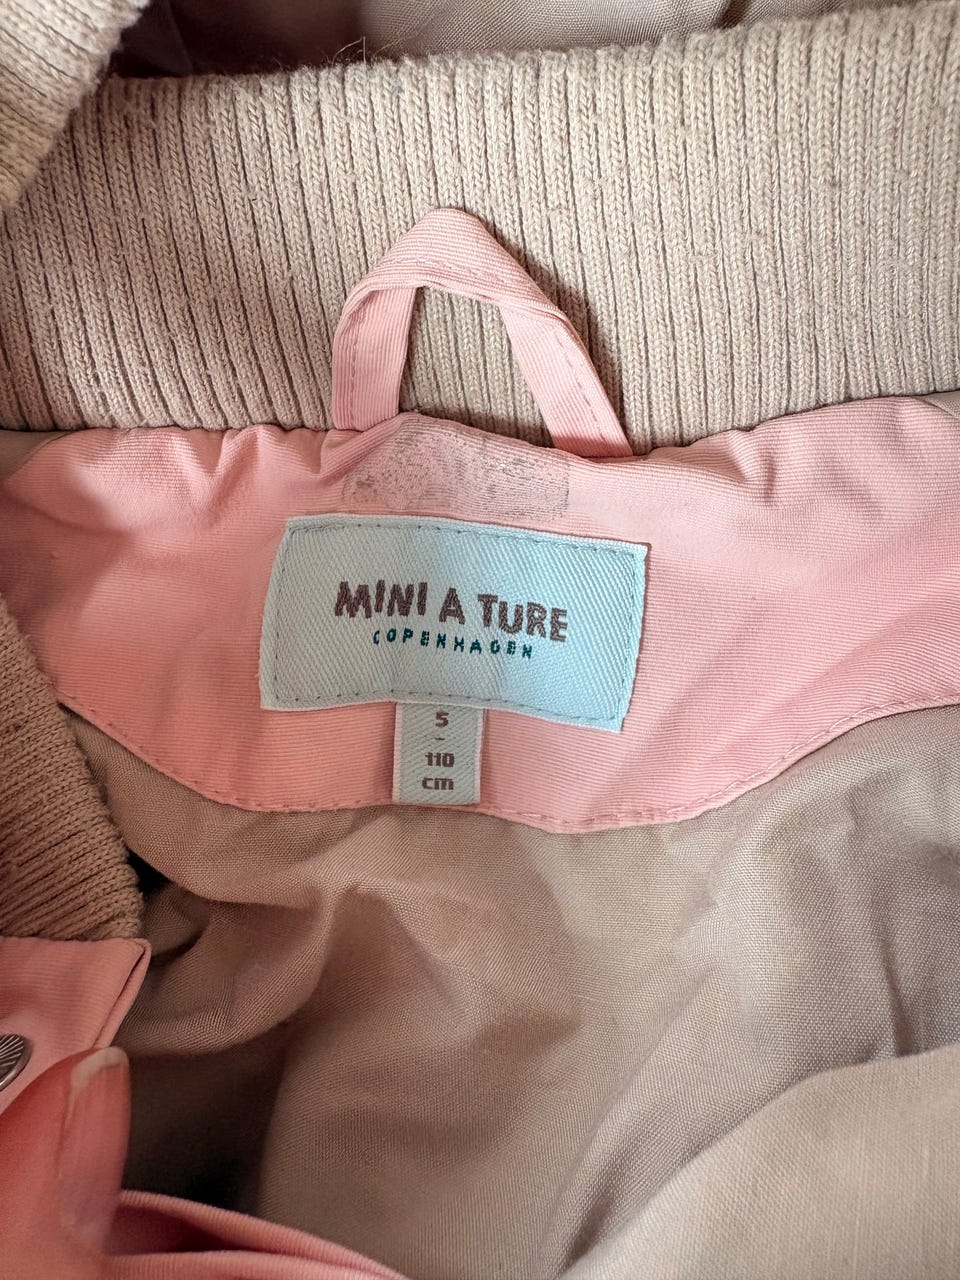 MINI A TURE
COPENHAGEN
5
-
110
cm